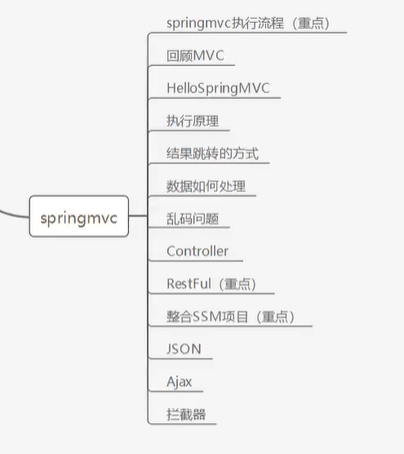 springmvc执行流程（重点）
回顾MVC
HelloSpringMVC
执行原理
结果跳转的方式
数据如何处理
springmvc
乱码问题
Controller
RestFul（重点）
整合SSM项目（重点）
JSON
Ajax
拦截器